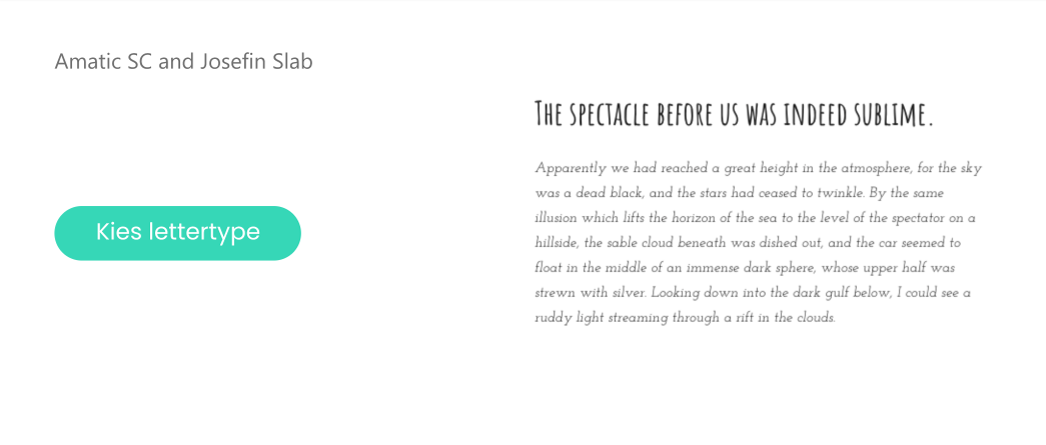 Amatic SC and Josefin Slab
Kies lettertype
The spectacle before us was indeed sublime.
Apparently we had reached a great height in the atmosphere, for the sky
was a dead black, and the stars had ceased to twinkle. By the same
illusion which lifts the horizon of the sea to the level of the spectator on a
hillside, the sable cloud beneath was dished out, and the car seemed to
float in the middle of an immense dark sphere, whose upper half was
strewn with silver. Looking down into the dark gulf below, I could see a
ruddy light streaming through a rift in the clouds.